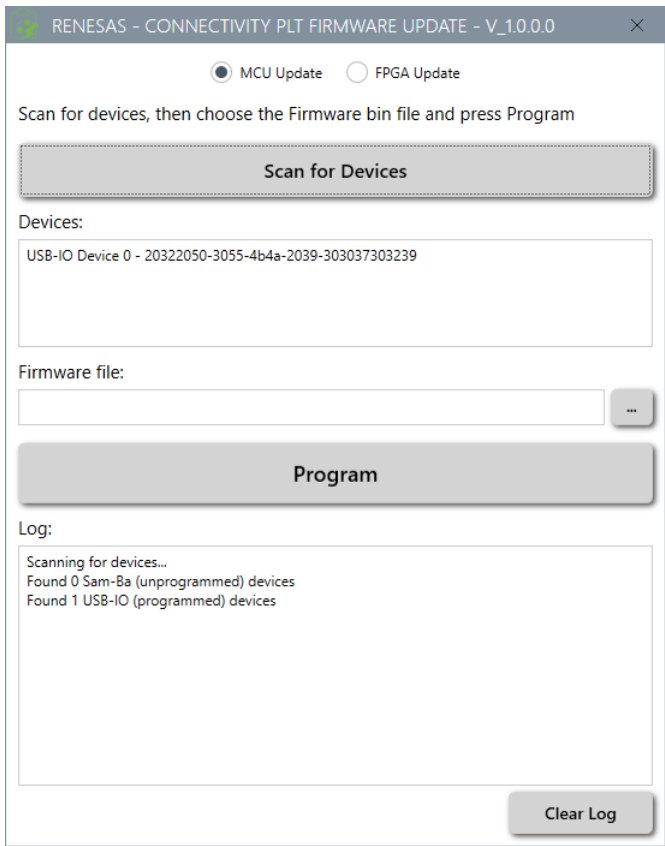 RENESAS - CONNECTIVITY PLT FIRMWARE UPDATE - V_1.0.0.0
MCU Update FPGA Update
Scan for devices, then choose the Firmware bin file and press Program
Scan for Devices
Devices:
USB-IO Device 0 - 20322050-3055-4b4a-2039-303037303239
Firmware file:
...
Program
Log:
Scanning for devices...
Found 0 Sam-Ba (unprogrammed) devices
Found 1 USB-IO (programmed) devices
Clear Log